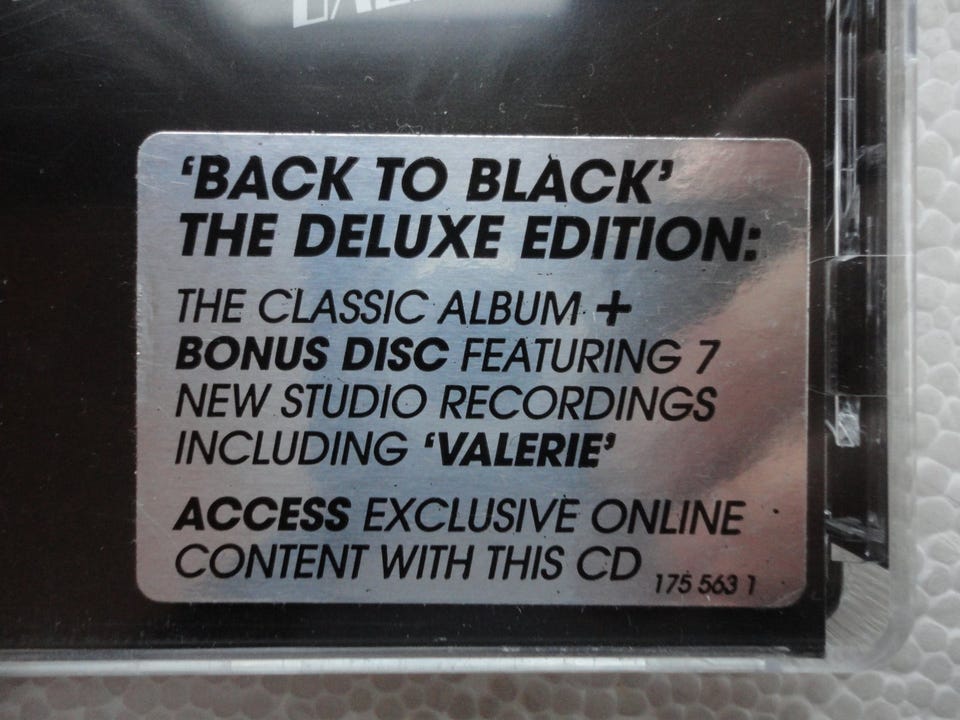 ‘BACK TO BLACK’
THE DELUXE EDITION:
THE CLASSIC ALBUM +
BONUS DISC FEATURING 7
NEW STUDIO RECORDINGS
INCLUDING ‘VALERIE’
ACCESS EXCLUSIVE ONLINE
CONTENT WITH THIS CD
175 563 1